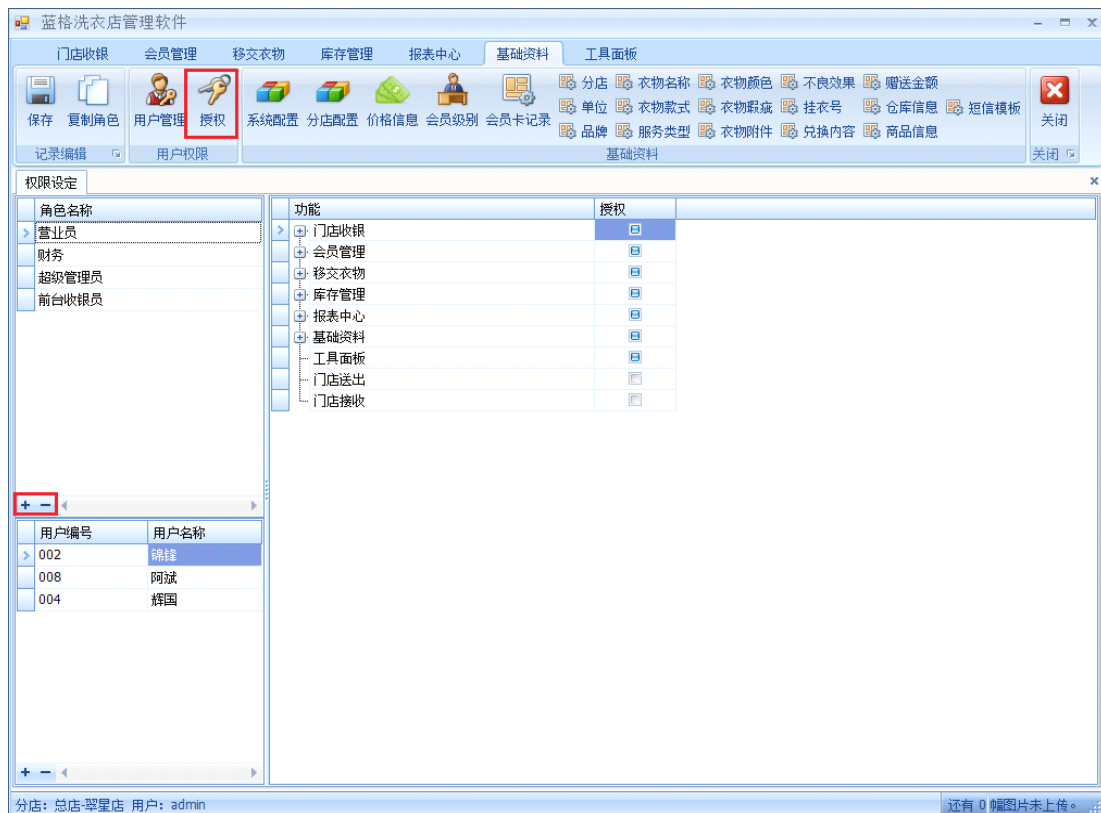 蓝格洗衣店管理软件
门店收银 会员管理 移交衣物 库存管理 报表中心 基础资料 工具面板
分店 衣物名称 衣物颜色 不良效果 赠送金额
单位 衣物款式 衣物瑕疵 挂衣号 仓库信息 短信模板
品牌 服务类型 衣物附件 兑换内容 商品信息
保存 复制角色 用户管理 授权 系统配置 分店配置 价格信息 会员级别 会员卡记录 关闭
记录编辑 用户权限 基础资料 关闭
权限设定
角色名称
营业员
财务
超级管理员
前台收银员
功能 授权
门店收银
会员管理
移交衣物
库存管理
报表中心
基础资料
工具面板
门店送出
门店接收
用户编号 用户名称
002 锦锋
008 阿斌
004 辉国
分店：总店-翠星店 用户：admin 还有 0 幅图片未上传。